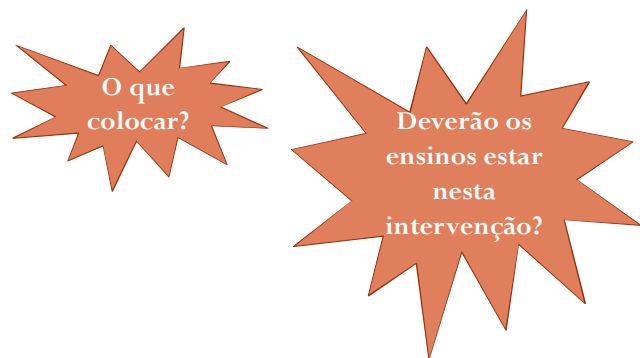 O que
colocar?
Deverão os
ensinos estar
nesta
intervenção?